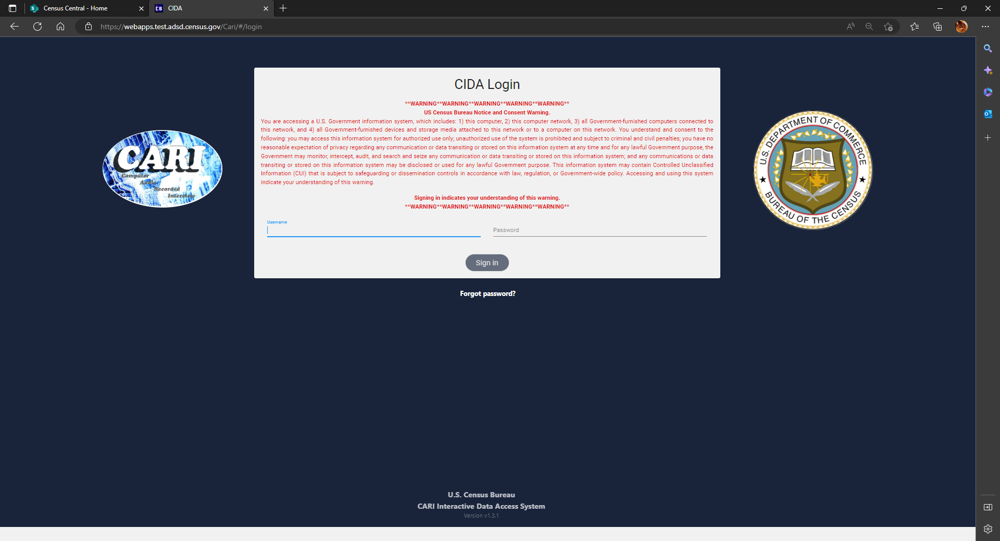 Census Central - Home
CIDA
https://webapps.test.adsd.census.gov/Cari/#/login
CIDA Login
**WARNING**WARNING**WARNING**WARNING**WARNING**
US Census Bureau Notice and Consent Warning.
You are accessing a U.S. Government information system, which includes: 1) this computer, 2) this computer network, 3) all Government-furnished computers connected to
this network, and 4) all Government-furnished devices and storage media attached to this network or to a computer on this network. You understand and consent to the
following: you may access this information system for authorized use only; unauthorized use of the system is prohibited and subject to criminal and civil penalties; you have no
reasonable expectation of privacy regarding any communication or data transiting or stored on this information system at any time and for any lawful Government purpose, the
Government may monitor, intercept, audit, and search and seize any communication or data transiting or stored on this information system; and any communications or data
transiting or stored on this information system may be disclosed or used for any lawful Government purpose. This information system may contain Controlled Unclassified
Information (CUI) that is subject to safeguarding or dissemination controls in accordance with law, regulation, or Government-wide policy. Accessing and using this system
indicate your understanding of this warning.
Signing in indicates your understanding of this warning.
**WARNING**WARNING**WARNING**WARNING**WARNING**
Username
Password
Sign in
Forgot password?
CARI
Computer
Audio
Recorded
Interview
U.S. DEPARTMENT OF COMMERCE
BUREAU OF THE CENSUS
U.S. Census Bureau
CARI Interactive Data Access System
Version v1.3.1